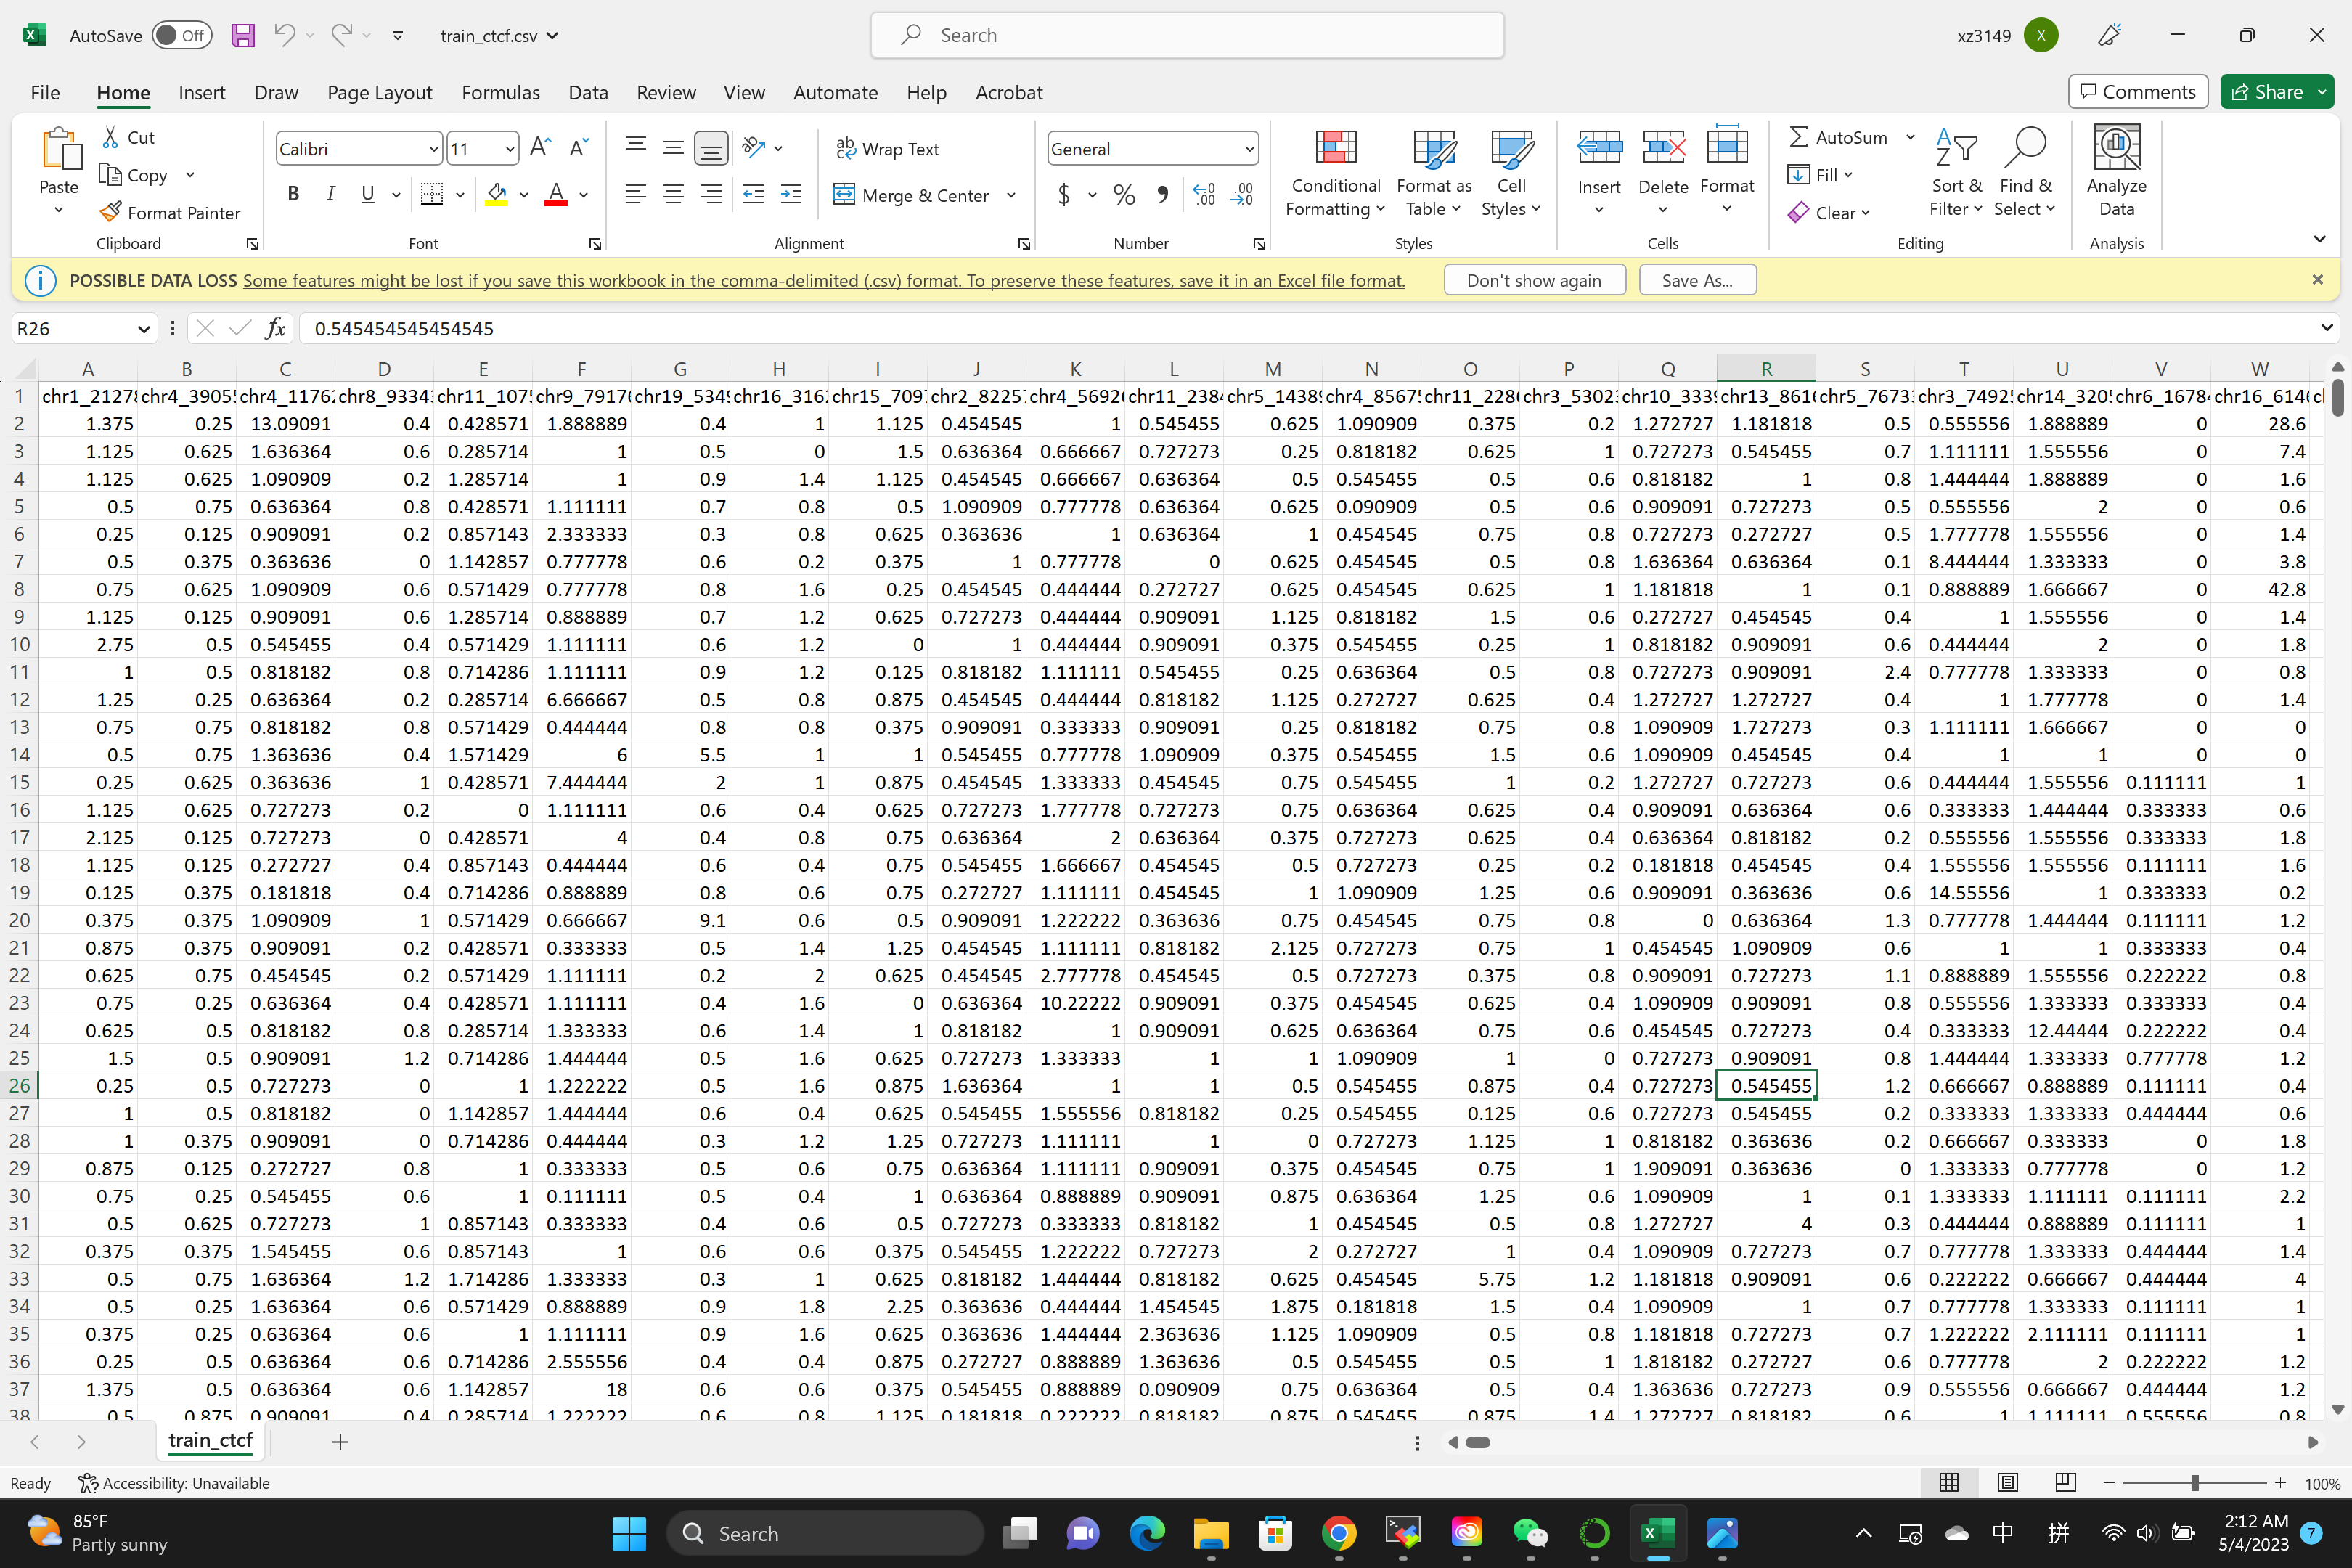 AutoSave Off train_ctcf.csv Search xz3149 X
File Home Insert Draw Page Layout Formulas Data Review View Automate Help Acrobat Comments Share
Paste Cut Copy Format Painter Clipboard
Calibri 11 B I U Font
Wrap Text Merge & Center Alignment
General $ % Number
Conditional Formatting Format as Table Cell Styles Styles
Insert Delete Format Cells
AutoSum Fill Clear Sort & Filter Find & Select Editing
Analyze Data Analysis
POSSIBLE DATA LOSS Some features might be lost if you save this workbook in the comma-delimited (.csv) format. To preserve these features, save it in an Excel file format. Don't show again Save As...
R26 fx 0.545454545454545
A B C D E F G H I J K L M N O P Q R S T U V W
1 chr1_21278 chr4_39055 chr4_11762 chr8_93343 chr11_1075 chr9_79176 chr19_5349 chr16_3162 chr15_7097 chr2_82257 chr4_56926 chr11_2384 chr5_14389 chr4_85675 chr11_2286 chr3_53023 chr10_3339 chr13_8616 chr5_76733 chr3_74925 chr14_3205 chr6_16784 chr16_6146
2 1.375 0.25 13.09091 0.4 0.428571 1.888889 0.4 1 1.125 0.454545 1 0.545455 0.625 1.090909 0.375 0.2 1.272727 1.181818 0.5 0.555556 1.888889 0 28.6
3 1.125 0.625 1.636364 0.6 0.285714 1 0.5 0 1.5 0.636364 0.666667 0.727273 0.25 0.818182 0.625 1 0.727273 0.545455 0.7 1.111111 1.555556 0 7.4
4 1.125 0.625 1.090909 0.2 1.285714 1 0.9 1.4 1.125 0.454545 0.666667 0.636364 0.5 0.545455 0.5 0.6 0.818182 1 0.8 1.444444 1.888889 0 1.6
5 0.5 0.75 0.636364 0.8 0.428571 1.111111 0.7 0.8 0.5 1.090909 0.777778 0.636364 0.625 0.090909 0.5 0.6 0.909091 0.727273 0.5 0.555556 2 0 0.6
6 0.25 0.125 0.909091 0.2 0.857143 2.333333 0.3 0.8 0.625 0.363636 1 0.636364 1 0.454545 0.75 0.8 0.727273 0.272727 0.5 1.777778 1.555556 0 1.4
7 0.5 0.375 0.363636 0 1.142857 0.777778 0.6 0.2 0.375 1 0.777778 0 0.625 0.454545 0.5 0.8 1.636364 0.636364 0.1 8.444444 1.333333 0 3.8
8 0.75 0.625 1.090909 0.6 0.571429 0.777778 0.8 1.6 0.25 0.454545 0.444444 0.272727 0.625 0.454545 0.625 1 1.181818 1 0.1 0.888889 1.666667 0 42.8
9 1.125 0.125 0.909091 0.6 1.285714 0.888889 0.7 1.2 0.625 0.727273 0.444444 0.909091 1.125 0.818182 1.5 0.6 0.272727 0.454545 0.4 1 1.555556 0 1.4
10 2.75 0.5 0.545455 0.4 0.571429 1.111111 0.6 1.2 0 1 0.444444 0.909091 0.375 0.545455 0.25 1 0.818182 0.909091 0.6 0.444444 2 0 1.8
11 1 0.5 0.818182 0.8 0.714286 1.111111 0.9 1.2 0.125 0.818182 1.111111 0.545455 0.25 0.636364 0.5 0.8 0.727273 0.909091 2.4 0.777778 1.333333 0 0.8
12 1.25 0.25 0.636364 0.2 0.285714 6.666667 0.5 0.8 0.875 0.454545 0.444444 0.818182 1.125 0.272727 0.625 0.4 1.272727 1.272727 0.4 1 1.777778 0 1.4
13 0.75 0.75 0.818182 0.8 0.571429 0.444444 0.8 0.8 0.375 0.909091 0.333333 0.909091 0.25 0.818182 0.75 0.8 1.090909 1.727273 0.3 1.111111 1.666667 0 0
14 0.5 0.75 1.363636 0.4 1.571429 6 5.5 1 1 0.545455 0.777778 1.090909 0.375 0.545455 1.5 0.6 1.090909 0.454545 0.4 1 1 0 0
15 0.25 0.625 0.363636 1 0.428571 7.444444 2 1 0.875 0.454545 1.333333 0.454545 0.75 0.545455 1 0.2 1.272727 0.727273 0.6 0.444444 1.555556 0.111111 1
16 1.125 0.625 0.727273 0.2 0 1.111111 0.6 0.4 0.625 0.727273 1.777778 0.727273 0.75 0.636364 0.625 0.4 0.909091 0.636364 0.6 0.333333 1.444444 0.333333 0.6
17 2.125 0.125 0.727273 0 0.428571 4 0.4 0.8 0.75 0.636364 2 0.636364 0.375 0.727273 0.625 0.4 0.636364 0.818182 0.2 0.555556 1.555556 0.333333 1.8
18 1.125 0.125 0.272727 0.4 0.857143 0.444444 0.6 0.4 0.75 0.545455 1.666667 0.454545 0.5 0.727273 0.25 0.2 0.181818 0.454545 0.4 1.555556 1.555556 0.111111 1.6
19 0.125 0.375 0.181818 0.4 0.714286 0.888889 0.8 0.6 0.75 0.272727 1.111111 0.454545 1 1.090909 1.25 0.6 0.909091 0.363636 0.6 14.55556 1 0.333333 0.2
20 0.375 0.375 1.090909 1 0.571429 0.666667 9.1 0.6 0.5 0.909091 1.222222 0.363636 0.75 0.454545 0.75 0.8 0 0.636364 1.3 0.777778 1.444444 0.111111 1.2
21 0.875 0.375 0.909091 0.2 0.428571 0.333333 0.5 1.4 1.25 0.454545 1.111111 0.818182 2.125 0.727273 0.75 1 0.454545 1.090909 0.6 1 1 0.333333 0.4
22 0.625 0.75 0.454545 0.2 0.571429 1.111111 0.2 2 0.625 0.454545 2.777778 0.454545 0.5 0.727273 0.375 0.8 0.909091 0.727273 1.1 0.888889 1.555556 0.222222 0.8
23 0.75 0.25 0.636364 0.4 0.428571 1.111111 0.4 1.6 0 0.636364 10.22222 0.909091 0.375 0.454545 0.625 0.4 1.090909 0.909091 0.8 0.555556 1.333333 0.333333 0.4
24 0.625 0.5 0.818182 0.8 0.285714 1.333333 0.6 1.4 1 0.818182 1 0.909091 0.625 0.636364 0.75 0.6 0.454545 0.727273 0.4 0.333333 12.44444 0.222222 0.4
25 1.5 0.5 0.909091 1.2 0.714286 1.444444 0.5 1.6 0.625 0.727273 1.333333 1 1 1.090909 1 0 0.727273 0.909091 0.8 1.444444 1.333333 0.777778 1.2
26 0.25 0.5 0.727273 0 1 1.222222 0.5 1.6 0.875 1.636364 1 1 0.5 0.545455 0.875 0.4 0.727273 0.545455 1.2 0.666667 0.888889 0.111111 0.4
27 1 0.5 0.818182 0 1.142857 1.444444 0.6 0.4 0.625 0.545455 1.555556 0.818182 0.25 0.545455 0.125 0.6 0.727273 0.545455 0.2 0.333333 1.333333 0.444444 0.6
28 1 0.375 0.909091 0 0.714286 0.444444 0.3 1.2 1.25 0.727273 1.111111 1 0 0.727273 1.125 1 0.818182 0.363636 0.2 0.666667 0.333333 0 1.8
29 0.875 0.125 0.272727 0.8 1 0.333333 0.5 0.6 0.75 0.636364 1.111111 0.909091 0.375 0.454545 0.75 1 1.909091 0.363636 0 1.333333 0.777778 0 1.2
30 0.75 0.25 0.545455 0.6 1 0.111111 0.5 0.4 1 0.636364 0.888889 0.909091 0.875 0.636364 1.25 0.6 1.090909 1 0.1 1.333333 1.111111 0.111111 2.2
31 0.5 0.625 0.727273 1 0.857143 0.333333 0.4 0.6 0.5 0.727273 0.333333 0.818182 1 0.454545 0.5 0.8 1.272727 4 0.3 0.444444 0.888889 0.111111 1
32 0.375 0.375 1.545455 0.6 0.857143 1 0.6 0.6 0.375 0.545455 1.222222 0.727273 2 0.272727 1 0.4 1.090909 0.727273 0.7 0.777778 1.333333 0.444444 1.4
33 0.5 0.75 1.636364 1.2 1.714286 1.333333 0.3 1 0.625 0.818182 1.444444 0.818182 0.625 0.454545 5.75 1.2 1.181818 0.909091 0.6 0.222222 0.666667 0.444444 4
34 0.5 0.25 1.636364 0.6 0.571429 0.888889 0.9 1.8 2.25 0.363636 0.444444 1.454545 1.875 0.181818 1.5 0.4 1.090909 1 0.7 0.777778 1.333333 0.111111 1
35 0.375 0.25 0.636364 0.6 1 1.111111 0.9 1.6 0.625 0.363636 1.444444 2.363636 1.125 1.090909 0.5 0.8 1.181818 0.727273 0.7 1.222222 2.111111 0.111111 1
36 0.25 0.5 0.636364 0.6 0.714286 2.555556 0.4 0.4 0.875 0.272727 0.888889 1.363636 0.5 0.545455 0.5 1 1.818182 0.272727 0.6 0.777778 2 0.222222 1.2
37 1.375 0.5 0.636364 0.6 1.142857 18 0.6 0.6 0.375 0.545455 0.888889 0.090909 0.75 0.636364 0.5 0.4 1.363636 0.727273 0.9 0.555556 0.666667 0.444444 1.2
38 0.5 0.875 0.909091 0.4 0.285714 1.222222 0.6 0.8 1.125 0.181818 0.222222 0.818182 0.875 0.545455 0.875 1.4 1.272727 0.818182 0.6 1 1.111111 0.555556 0.8
train_ctcf
Ready Accessibility: Unavailable 100%
85°F
Partly sunny
Search
中 拼
2:12 AM
5/4/2023 7